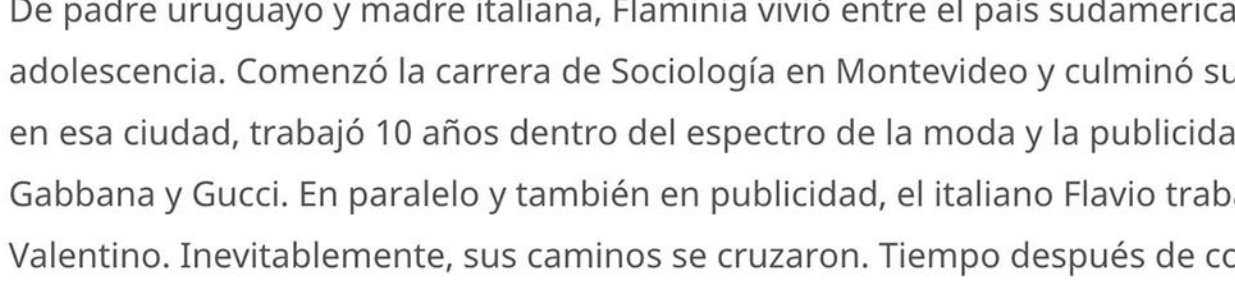 De padre uruguayo y madre italiana, Flaminia vivió entre el país
adolescencia. Comenzó la carrera de Sociología en Montevideo y culminó
en esa ciudad, trabajó 10 años dentro del espectro de la moda y la
Gabbana y Gucci. En paralelo y también en publicidad, el italiano Flavio
Valentino. Inevitablemente, sus caminos se cruzaron. Tiempo después de